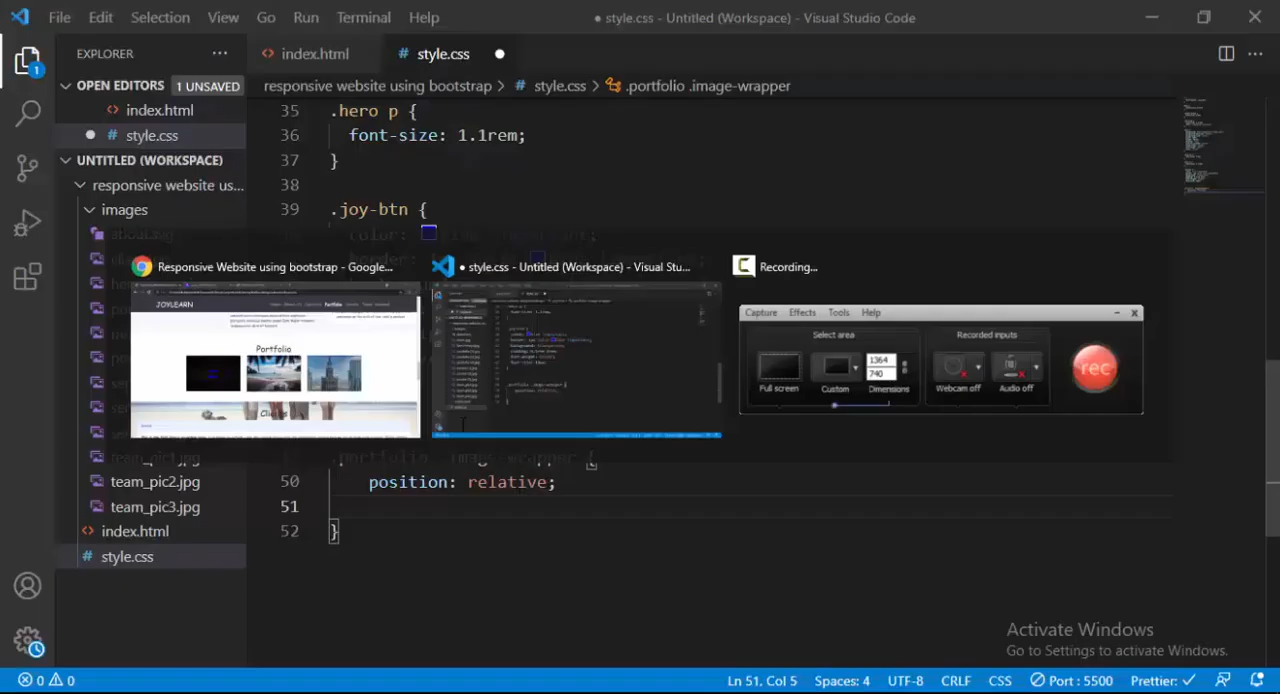 File Edit Selection View Go Run Terminal Help
● style.css - Untitled (Workspace) - Visual Studio Code
EXPLORER
index.html
style.css
OPEN EDITORS
1 UNSAVED
responsive website using bootstrap > # style.css > .portfolio .image-wrapper
index.html
# style.css
UNTITLED (WORKSPACE)
responsive website us...
images
team_pic1.jpg
team_pic2.jpg
team_pic3.jpg
index.html
# style.css
35 .hero p {
36 font-size: 1.1rem;
37 }
38
39 .joy-btn {
Responsive Website using bootstrap - Google...
JOYLEARN
Portfolio
Clients
● style.css - Untitled (Workspace) - Visual Stu...
Recording...
Capture Effects Tools Help
Select area
Recorded inputs
Full screen
Custom
1364
740
Dimensions
Webcam off
Audio off
rec
.portfolio .image-wrapper {
50 position: relative;
51
52 }
Activate Windows
Go to Settings to activate Windows.
0 0
Ln 51, Col 5 Spaces: 4 UTF-8 CRLF CSS Port : 5500 Prettier: ✓